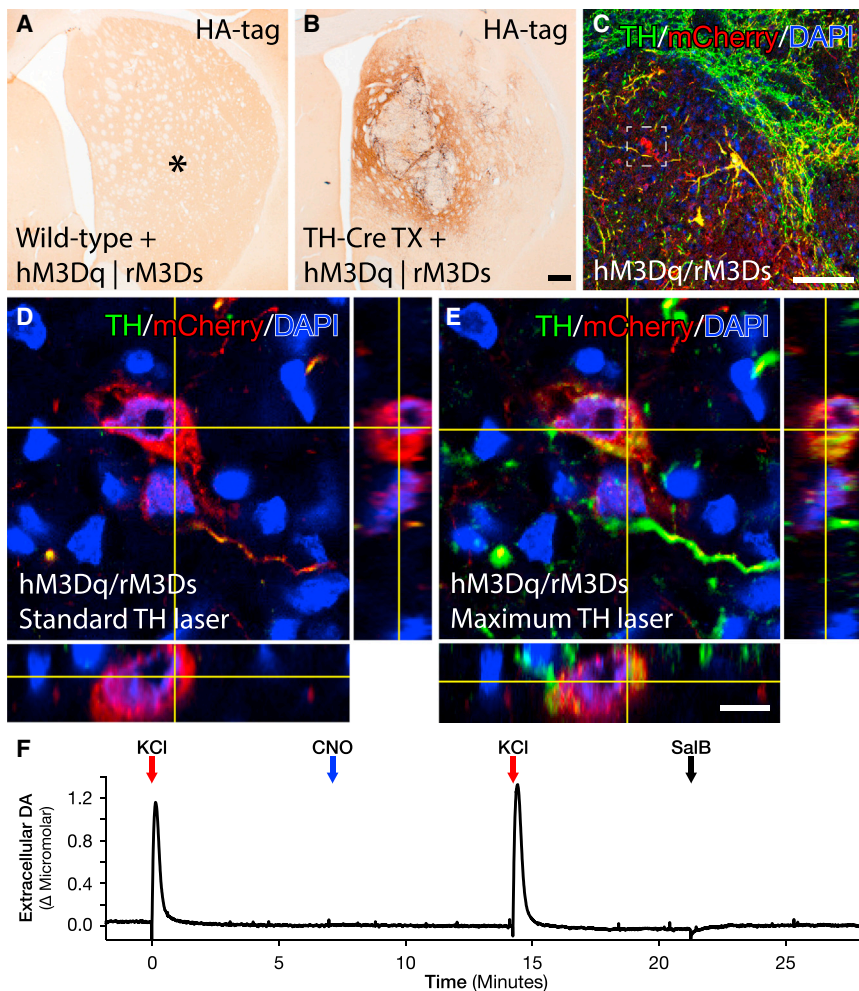 A
HA-tag
*
Wild-type +
hM3Dq | rM3Ds
B
HA-tag
TH-Cre TX +
hM3Dq | rM3Ds
C
TH/mCherry/DAPI
hM3Dq/rM3Ds
D
TH/mCherry/DAPI
hM3Dq/rM3Ds
Standard TH laser
E
TH/mCherry/DAPI
hM3Dq/rM3Ds
Maximum TH laser
F
KCl
CNO
KCl
SalB
Extracellular DA
(Δ Micromolar)
1.2
0.8
0.4
0.0
0 5 10 15 20 25
Time (Minutes)